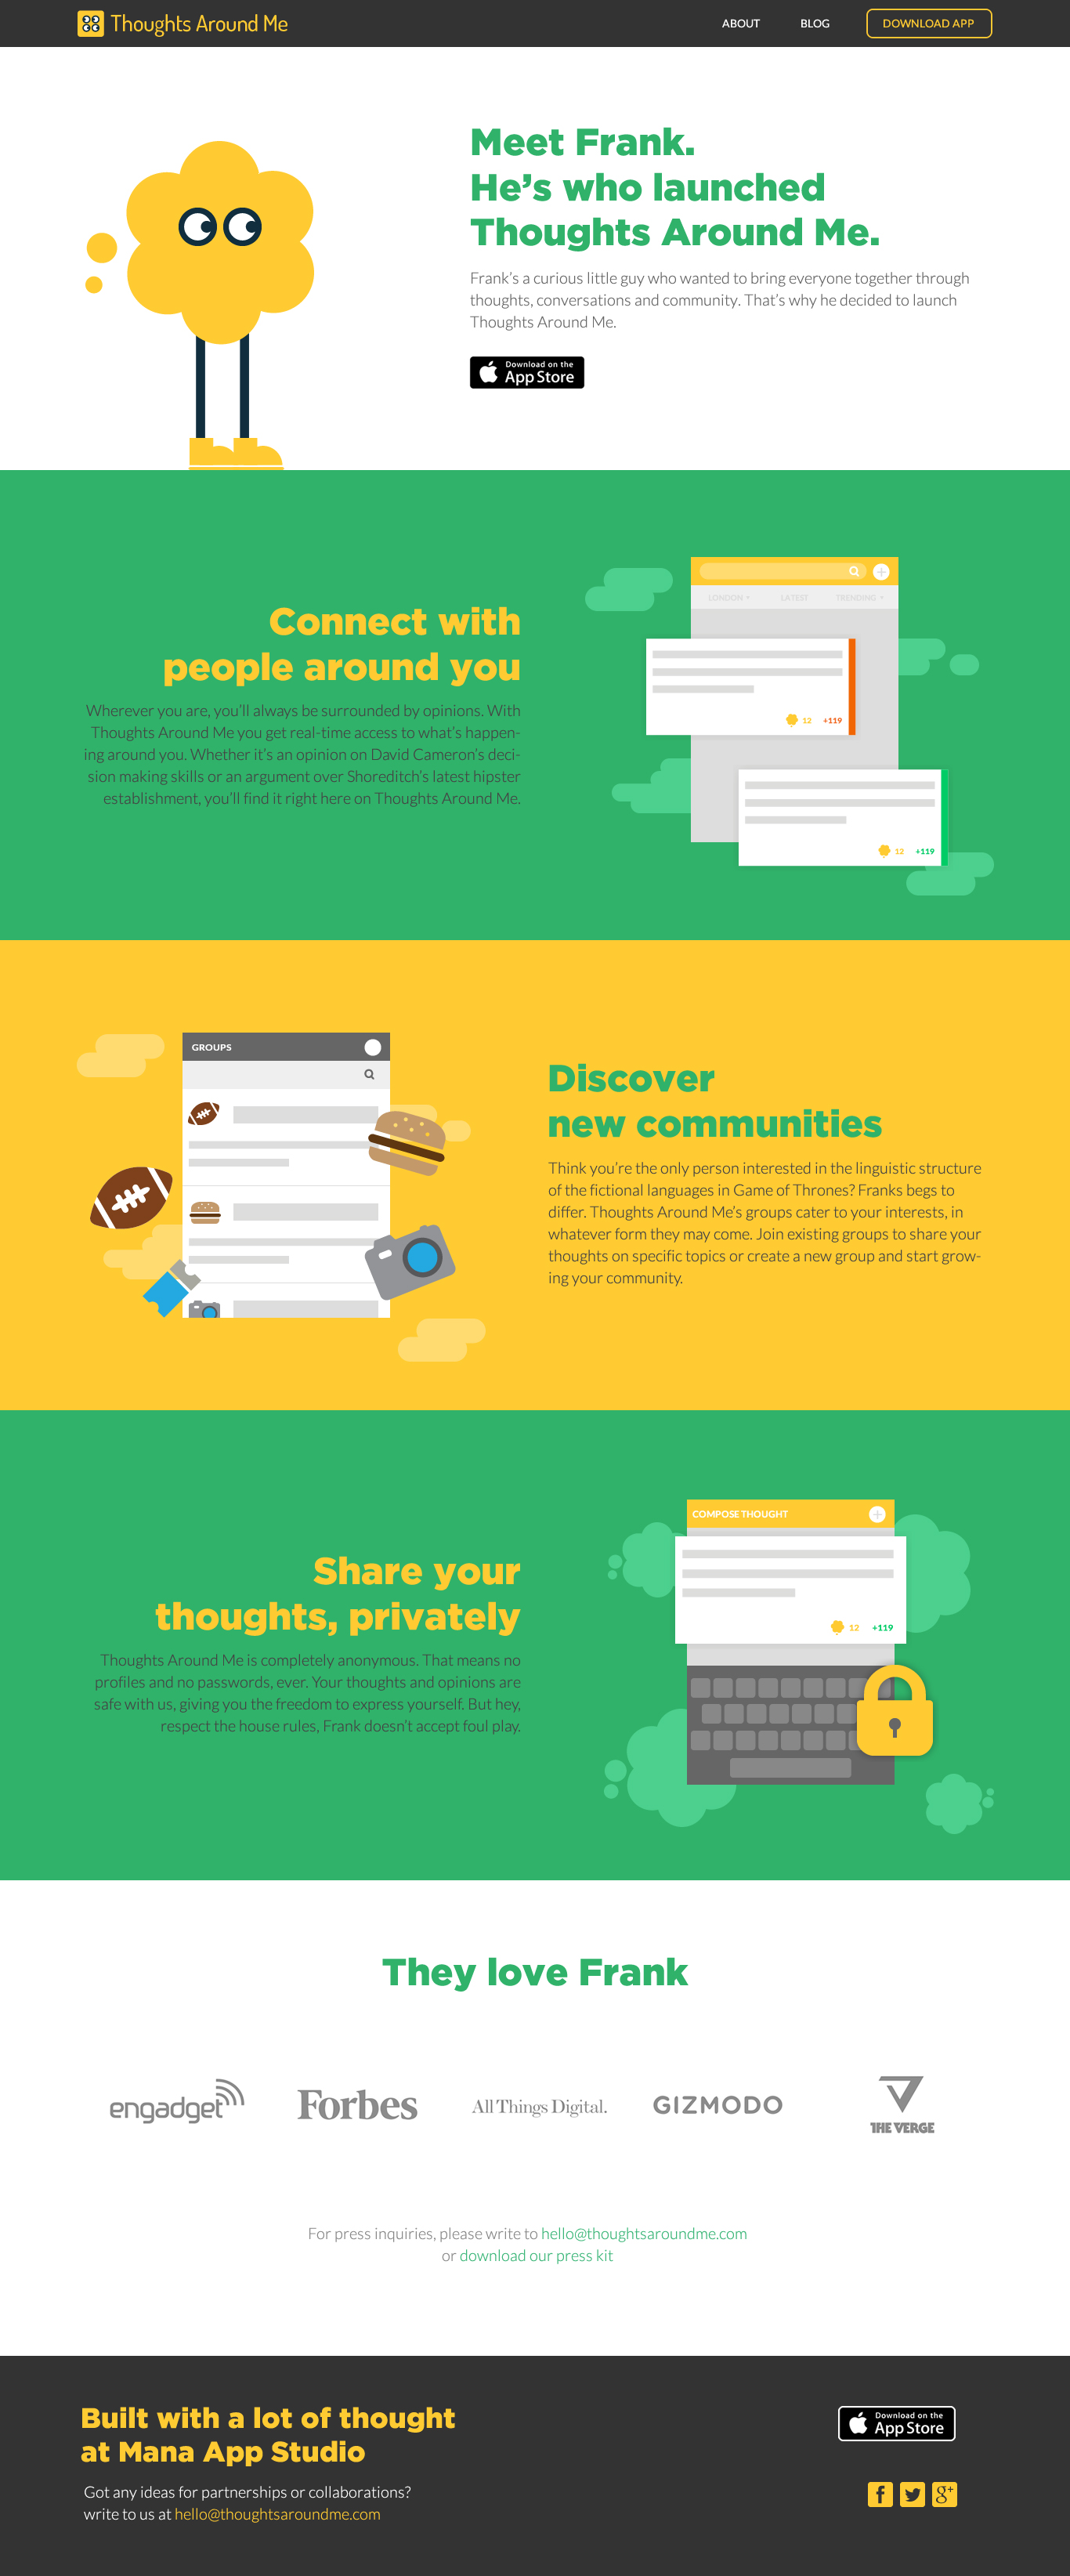 Thoughts Around Me
ABOUT
BLOG
DOWNLOAD APP
Meet Frank.
He's who launched
Thoughts Around Me.
Frank's a curious little guy who wanted to bring everyone together through
thoughts, conversations and community. That's why he decided to launch
Thoughts Around Me.
Download on the
App Store
Connect with
people around you
Wherever you are, you'll always be surrounded by opinions. With
Thoughts Around Me you get real-time access to what's happen-
ing around you. Whether it's an opinion on David Cameron's deci-
sion making skills or an argument over Shoreditch's latest hipster
establishment, you'll find it right here on Thoughts Around Me.
LONDON
LATEST
TRENDING
12
+119
12
+119
GROUPS
Discover
new communities
Think you're the only person interested in the linguistic structure
of the fictional languages in Game of Thrones? Franks begs to
differ. Thoughts Around Me's groups cater to your interests, in
whatever form they may come. Join existing groups to share your
thoughts on specific topics or create a new group and start grow-
ing your community.
Share your
thoughts, privately
Thoughts Around Me is completely anonymous. That means no
profiles and no passwords, ever. Your thoughts and opinions are
safe with us, giving you the freedom to express yourself. But hey,
respect the house rules, Frank doesn't accept foul play.
COMPOSE THOUGHT
12
+119
They love Frank
engadget
Forbes
All Things Digital.
GIZMODO
THE VERGE
For press inquiries, please write to hello@thoughtsaroundme.com
or download our press kit
Built with a lot of thought
at Mana App Studio
Got any ideas for partnerships or collaborations?
write to us at hello@thoughtsaroundme.com
Download on the
App Store
f
g+